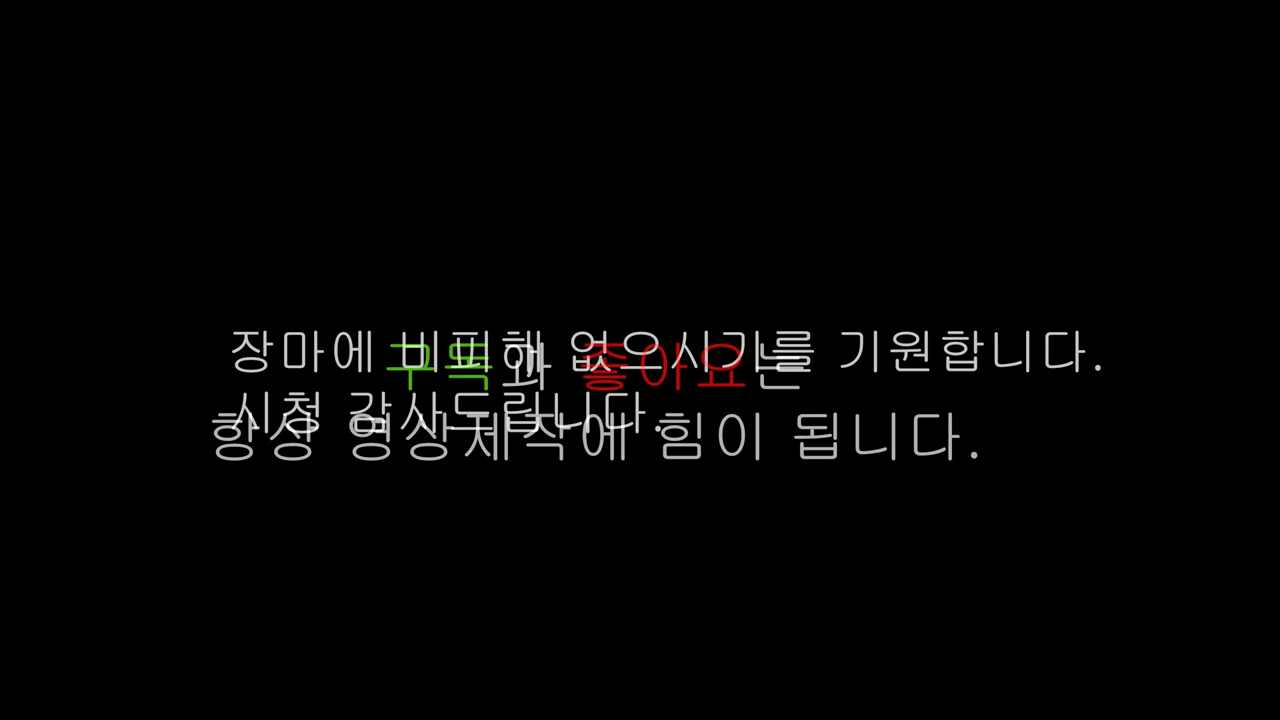 장마에 비피해 없으시기를 기원합니다.
구독과 좋아요는
시청 감사드립니다.
항상 영상제작에 힘이 됩니다.